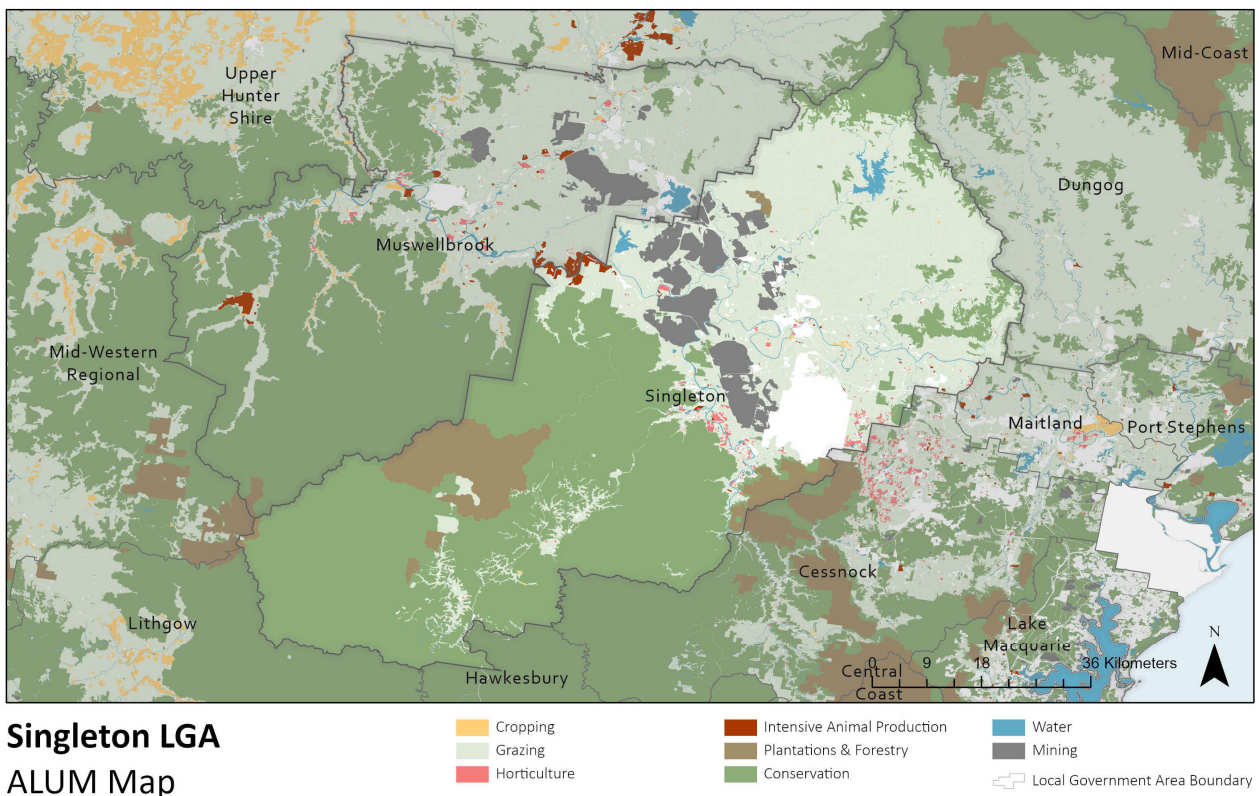 Upper
Hunter
Shire
Mid-Coast
Dungog
Muswellbrook
Mid-Western
Regional
Singleton
Maitland
Port Stephens
Cessnock
Lithgow
Lake
Macquarie
Hawkesbury
Central
Coast
0 9 18 36 Kilometers
N
Singleton LGA
ALUM Map
Cropping
Grazing
Horticulture
Intensive Animal Production
Plantations & Forestry
Conservation
Water
Mining
Local Government Area Boundary